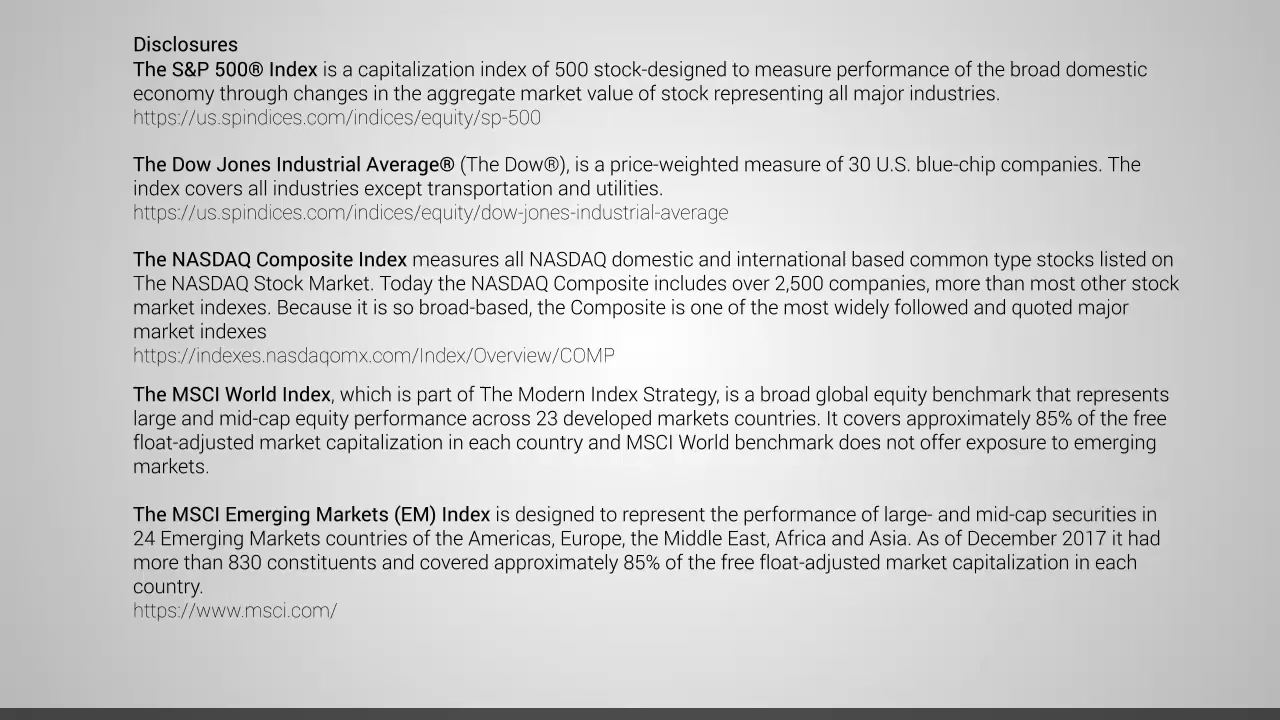 Disclosures
The S&P 500® Index is a capitalization index of 500 stock-designed to measure performance of the broad domestic
economy through changes in the aggregate market value of stock representing all major industries.
https://us.spindices.com/indices/equity/sp-500
The Dow Jones Industrial Average® (The Dow®), is a price-weighted measure of 30 U.S. blue-chip companies. The
index covers all industries except transportation and utilities.
https://us.spindices.com/indices/equity/dow-jones-industrial-average
The NASDAQ Composite Index measures all NASDAQ domestic and international based common type stocks listed on
The NASDAQ Stock Market. Today the NASDAQ Composite includes over 2,500 companies, more than most other stock
market indexes. Because it is so broad-based, the Composite is one of the most widely followed and quoted major
market indexes
https://indexes.nasdaqomx.com/Index/Overview/COMP
The MSCI World Index, which is part of The Modern Index Strategy, is a broad global equity benchmark that represents
large and mid-cap equity performance across 23 developed markets countries. It covers approximately 85% of the free
float-adjusted market capitalization in each country and MSCI World benchmark does not offer exposure to emerging
markets.
The MSCI Emerging Markets (EM) Index is designed to represent the performance of large- and mid-cap securities in
24 Emerging Markets countries of the Americas, Europe, the Middle East, Africa and Asia. As of December 2017 it had
more than 830 constituents and covered approximately 85% of the free float-adjusted market capitalization in each
country.
https://www.msci.com/